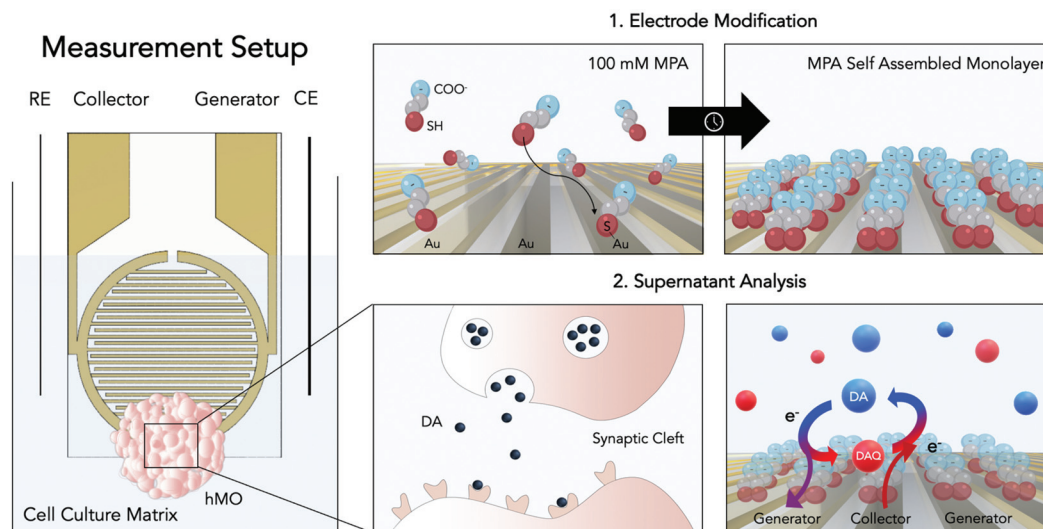 Measurement Setup
RE Collector Generator CE
hMO
Cell Culture Matrix
1. Electrode Modification
100 mM MPA
COO-
SH
S
Au Au Au
MPA Self Assembled Monolayer
2. Supernatant Analysis
DA
Synaptic Cleft
DA
e-
DAQ
e-
Generator Collector Generator